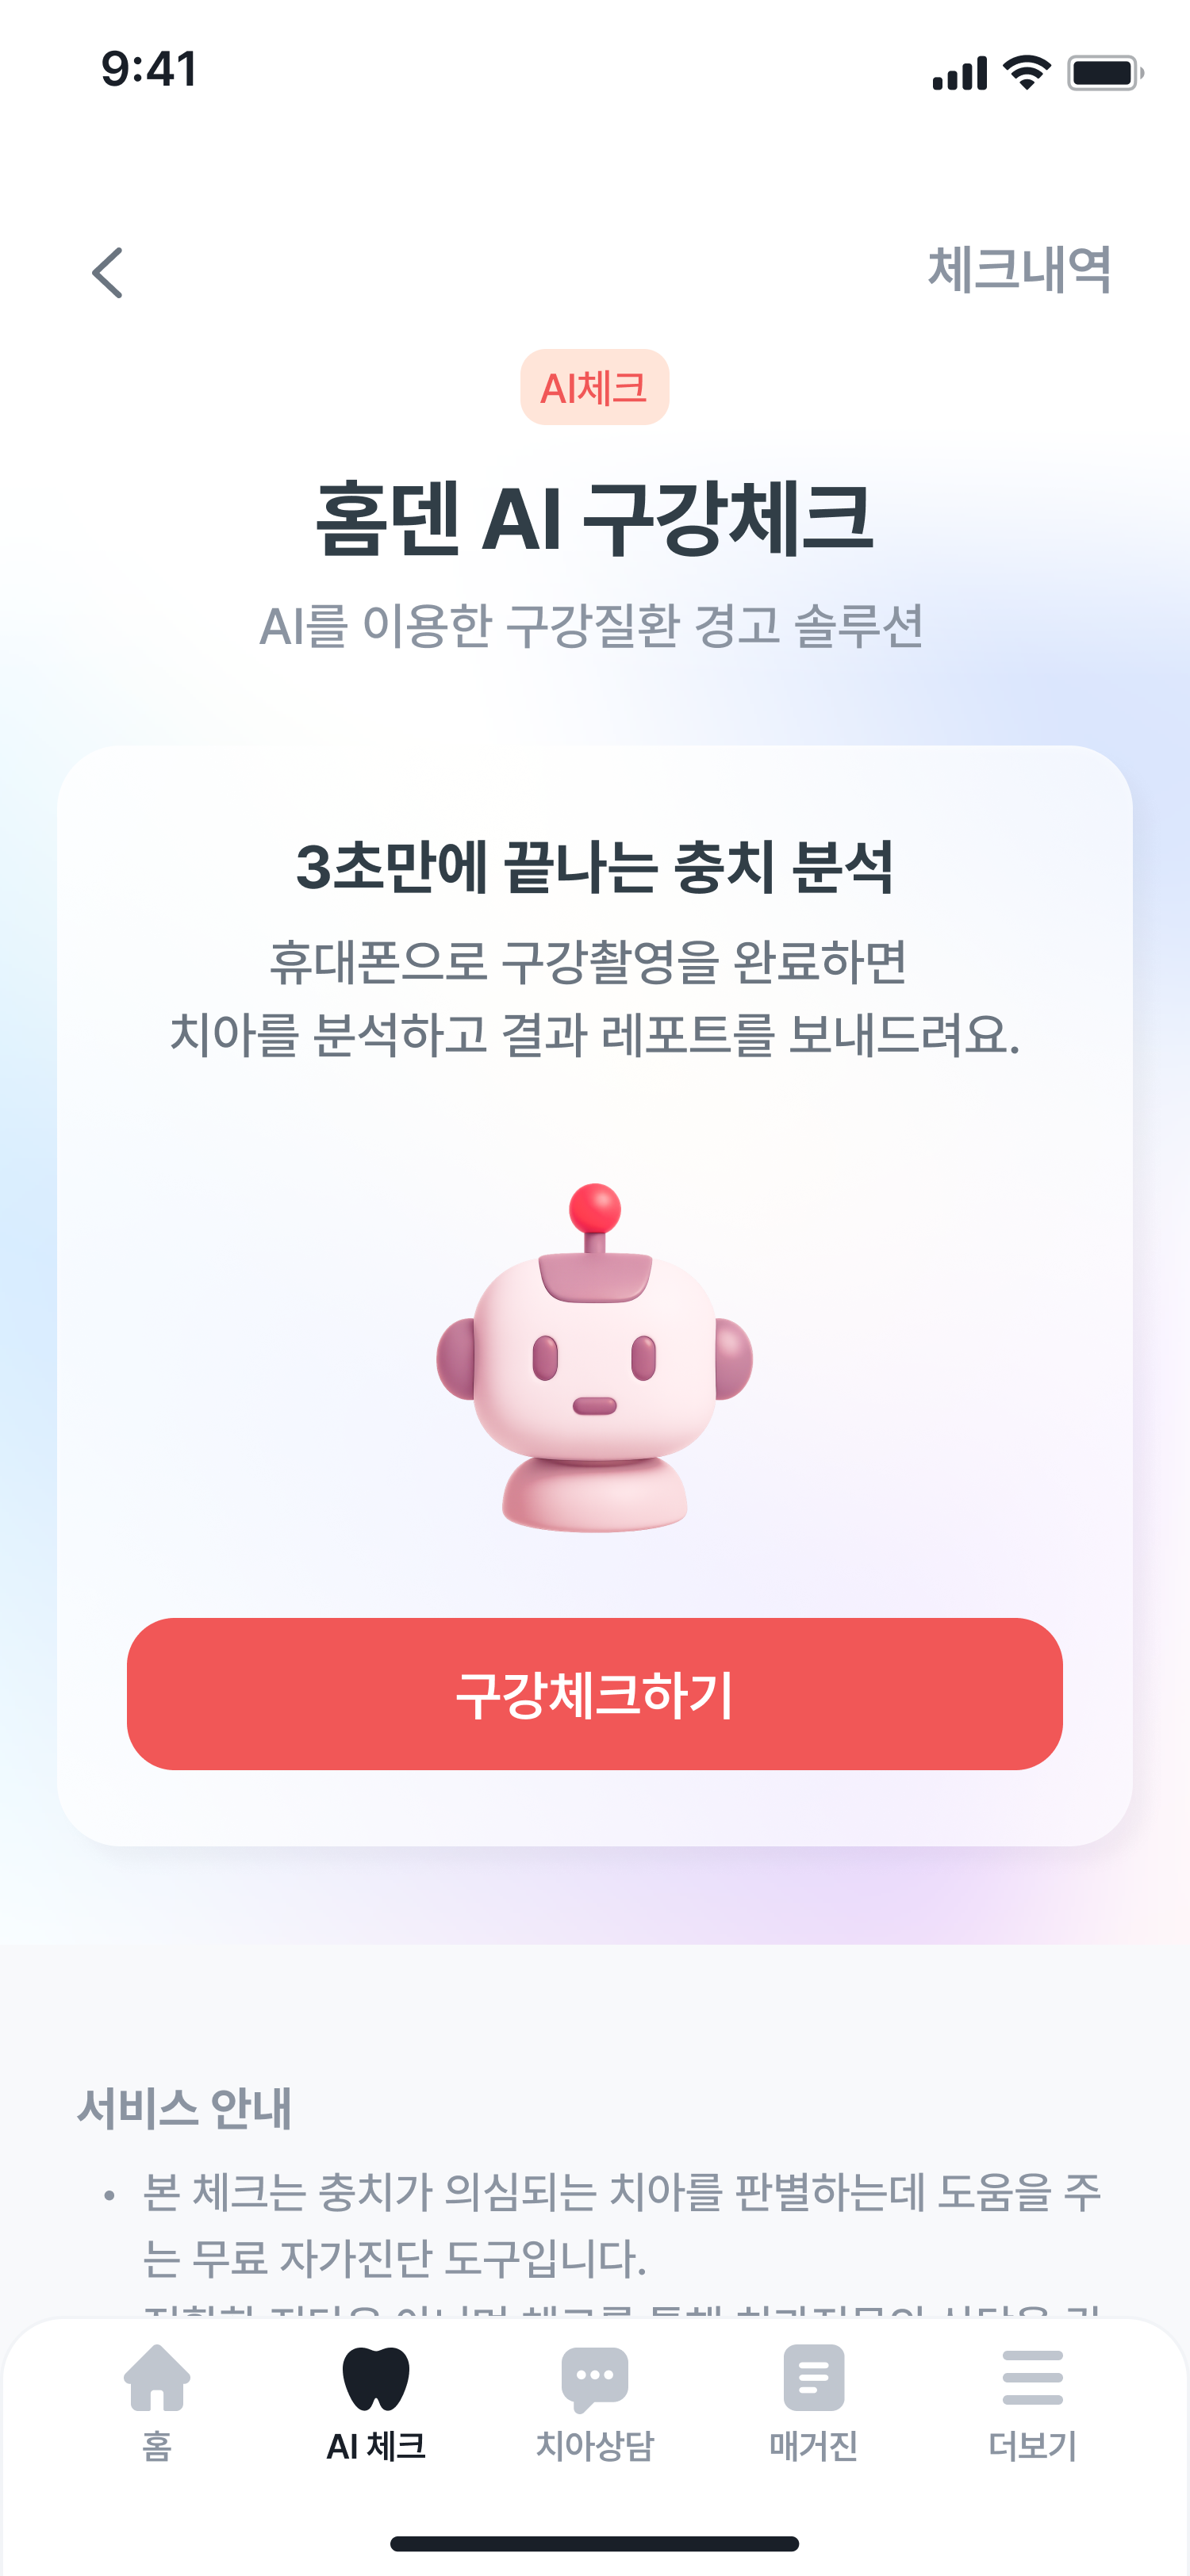 9:41
체크내역
AI체크
홈덴 AI 구강체크
AI를 이용한 구강질환 경고 솔루션
3초만에 끝나는 충치 분석
휴대폰으로 구강촬영을 완료하면
치아를 분석하고 결과 레포트를 보내드려요.
구강체크하기
서비스 안내
• 본 체크는 충치가 의심되는 치아를 판별하는데 도움을 주
는 무료 자가진단 도구입니다.
홈
AI 체크
치아상담
매거진
더보기